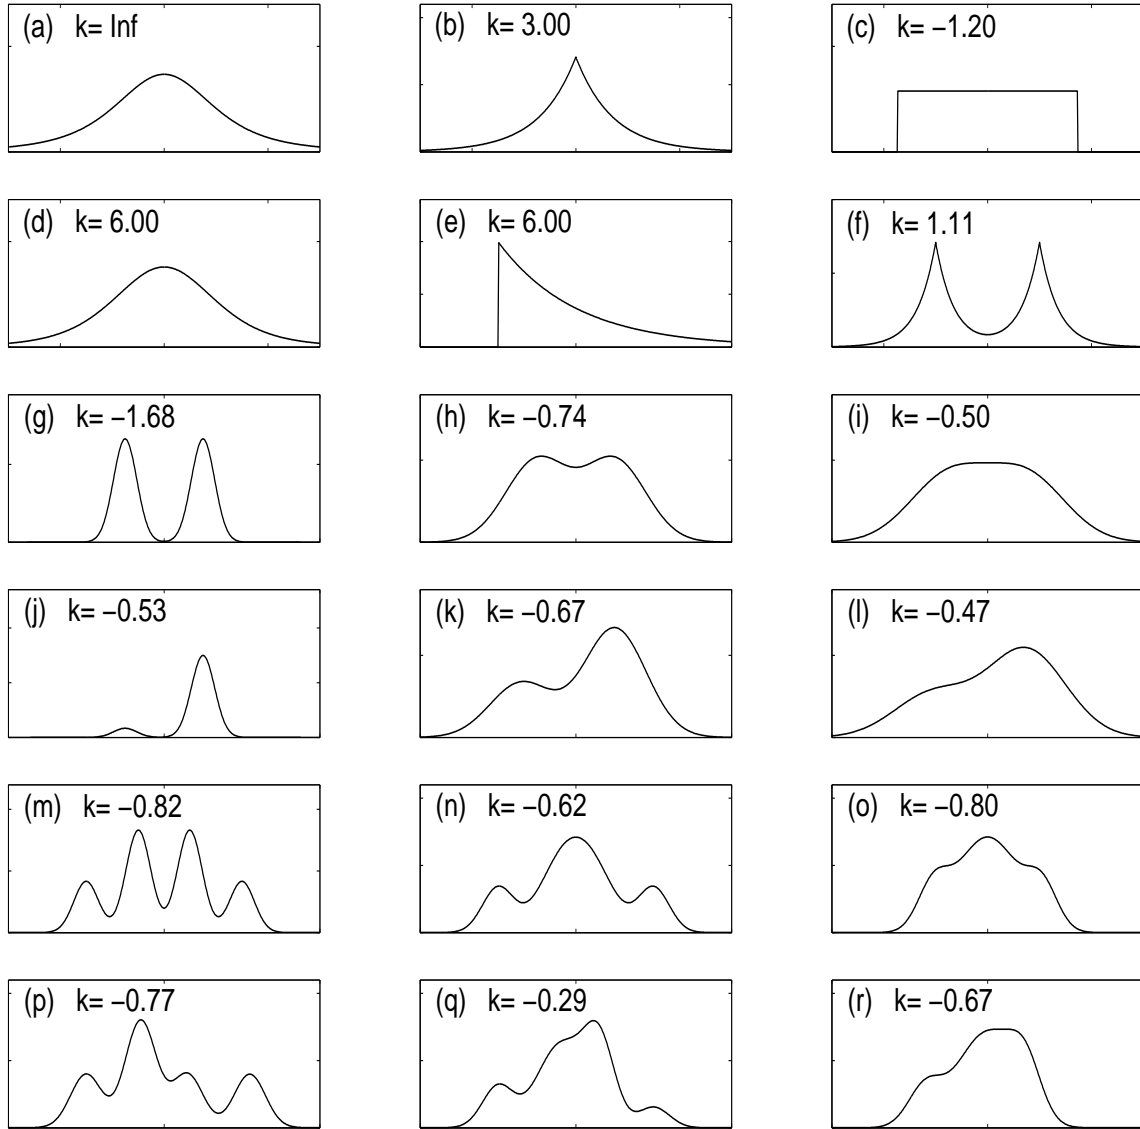 (a) k= Inf
(b) k= 3.00
(c) k= −1.20
(d) k= 6.00
(e) k= 6.00
(f) k= 1.11
(g) k= −1.68
(h) k= −0.74
(i) k= −0.50
(j) k= −0.53
(k) k= −0.67
(l) k= −0.47
(m) k= −0.82
(n) k= −0.62
(o) k= −0.80
(p) k= −0.77
(q) k= −0.29
(r) k= −0.67